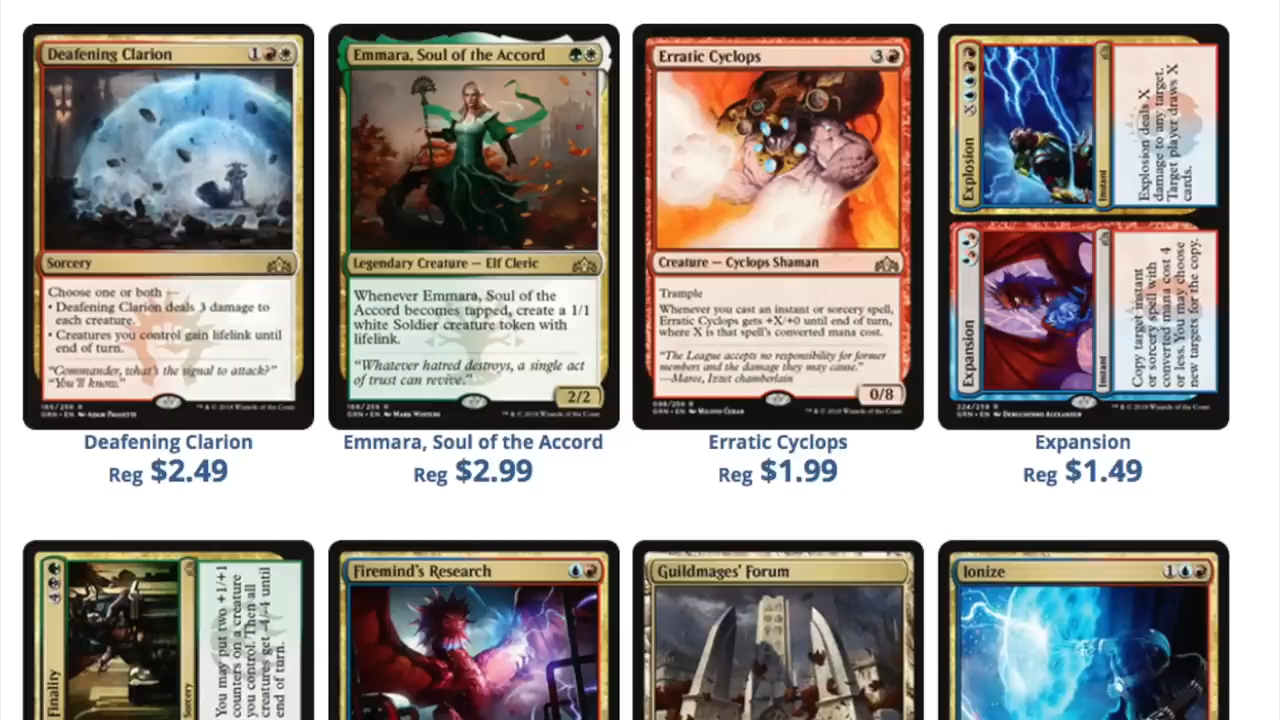 Deafening Clarion 1
Sorcery
Choose one or both —
• Deafening Clarion deals 3 damage to
each creature.
• Creatures you control gain lifelink until
end of turn.
"Commander, what's the signal to attack?"
"You'll know."
Emmara, Soul of the Accord
Legendary Creature — Elf Cleric
Whenever Emmara, Soul of the
Accord becomes tapped, create a 1/1
white Soldier creature token with
lifelink.
"Whatever hatred destroys, a single act
of trust can revive."
2/2
Erratic Cyclops 3
Creature — Cyclops Shaman
Trample
Whenever you cast an instant or sorcery spell,
Erratic Cyclops gets +X/+0 until end of turn,
where X is that spell's converted mana cost.
"The League accepts no responsibility for former
members and the damage they may cause."
—Maree, Izzet chamberlain
0/8
Explosion X
Instant
Explosion deals X
damage to any target.
Target player draws X
cards.
Expansion
Instant
Copy target instant
or sorcery spell with
converted mana cost 4
or less. You may choose
new targets for the copy.
Deafening Clarion
Reg $2.49
Emmara, Soul of the Accord
Reg $2.99
Erratic Cyclops
Reg $1.99
Expansion
Reg $1.49
Finality 4
Sorcery
You may put two +1/+1
counters on a creature
you control. Then all
creatures get -4/-4 until
end of turn.
Firemind's Research
Guildmages' Forum
Ionize 1